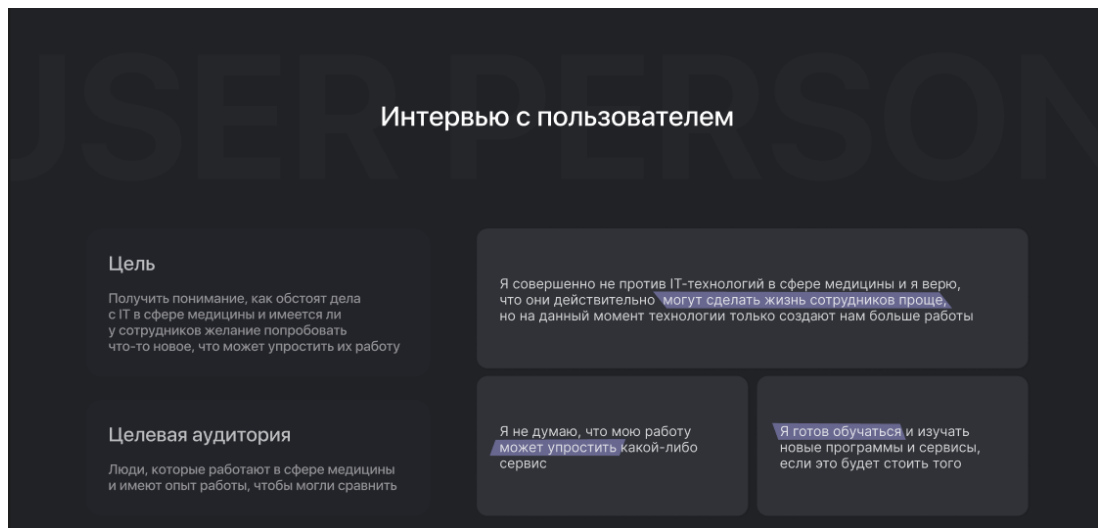 USER PERSON
Интервью с пользователем
Цель
Получить понимание, как обстоят дела
с IT в сфере медицины и имеется ли
у сотрудников желание попробовать
что-то новое, что может упростить их работу
Целевая аудитория
Люди, которые работают в сфере медицины
и имеют опыт работы, чтобы могли сравнить
Я совершенно не против IT-технологий в сфере медицины и я верю,
что они действительно могут сделать жизнь сотрудников проще,
но на данный момент технологии только создают нам больше работы
Я не думаю, что мою работу
может упростить какой-либо
сервис
Я готов обучаться и изучать
новые программы и сервисы,
если это будет стоить того